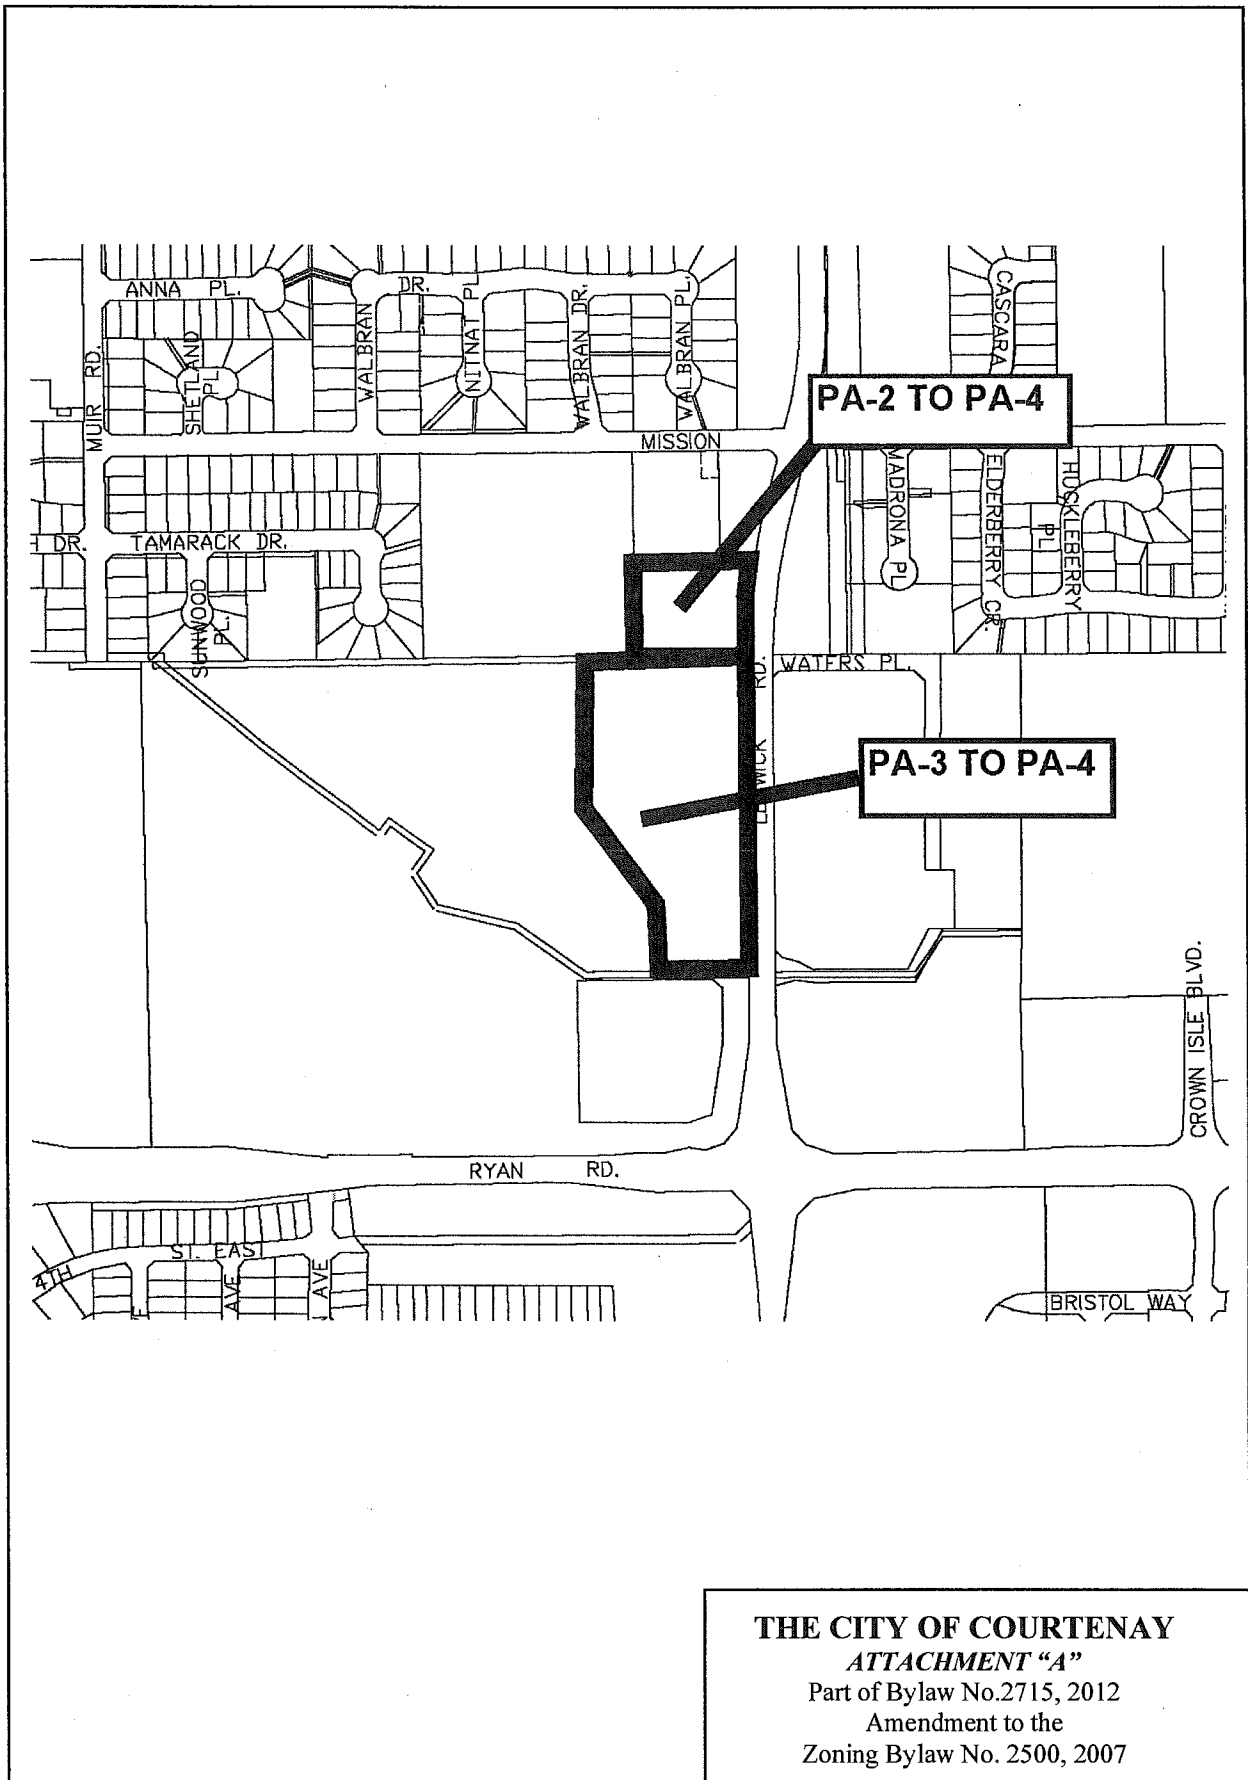 ANNA PL.
DR.
NITINAT PL.
WALBRAN DR.
WALBRAN PL.
CASCARA
WALBRAN
SHETLAND
PL
MUIR RD.
PA-2 TO PA-4
MISSION
MADRONA PL
ELDERBERRY CR.
HUCKLEBERRY
PL
DR.
TAMARACK DR.
SUNWOOD
PL.
RD.
WATERS PL.
PA-3 TO PA-4
CROWN ISLE BLVD.
RYAN RD.
ST. EAST
4TH
AVE
AVE
BRISTOL WAY
THE CITY OF COURTENAY
ATTACHMENT “A”
Part of Bylaw No.2715, 2012
Amendment to the
Zoning Bylaw No. 2500, 2007